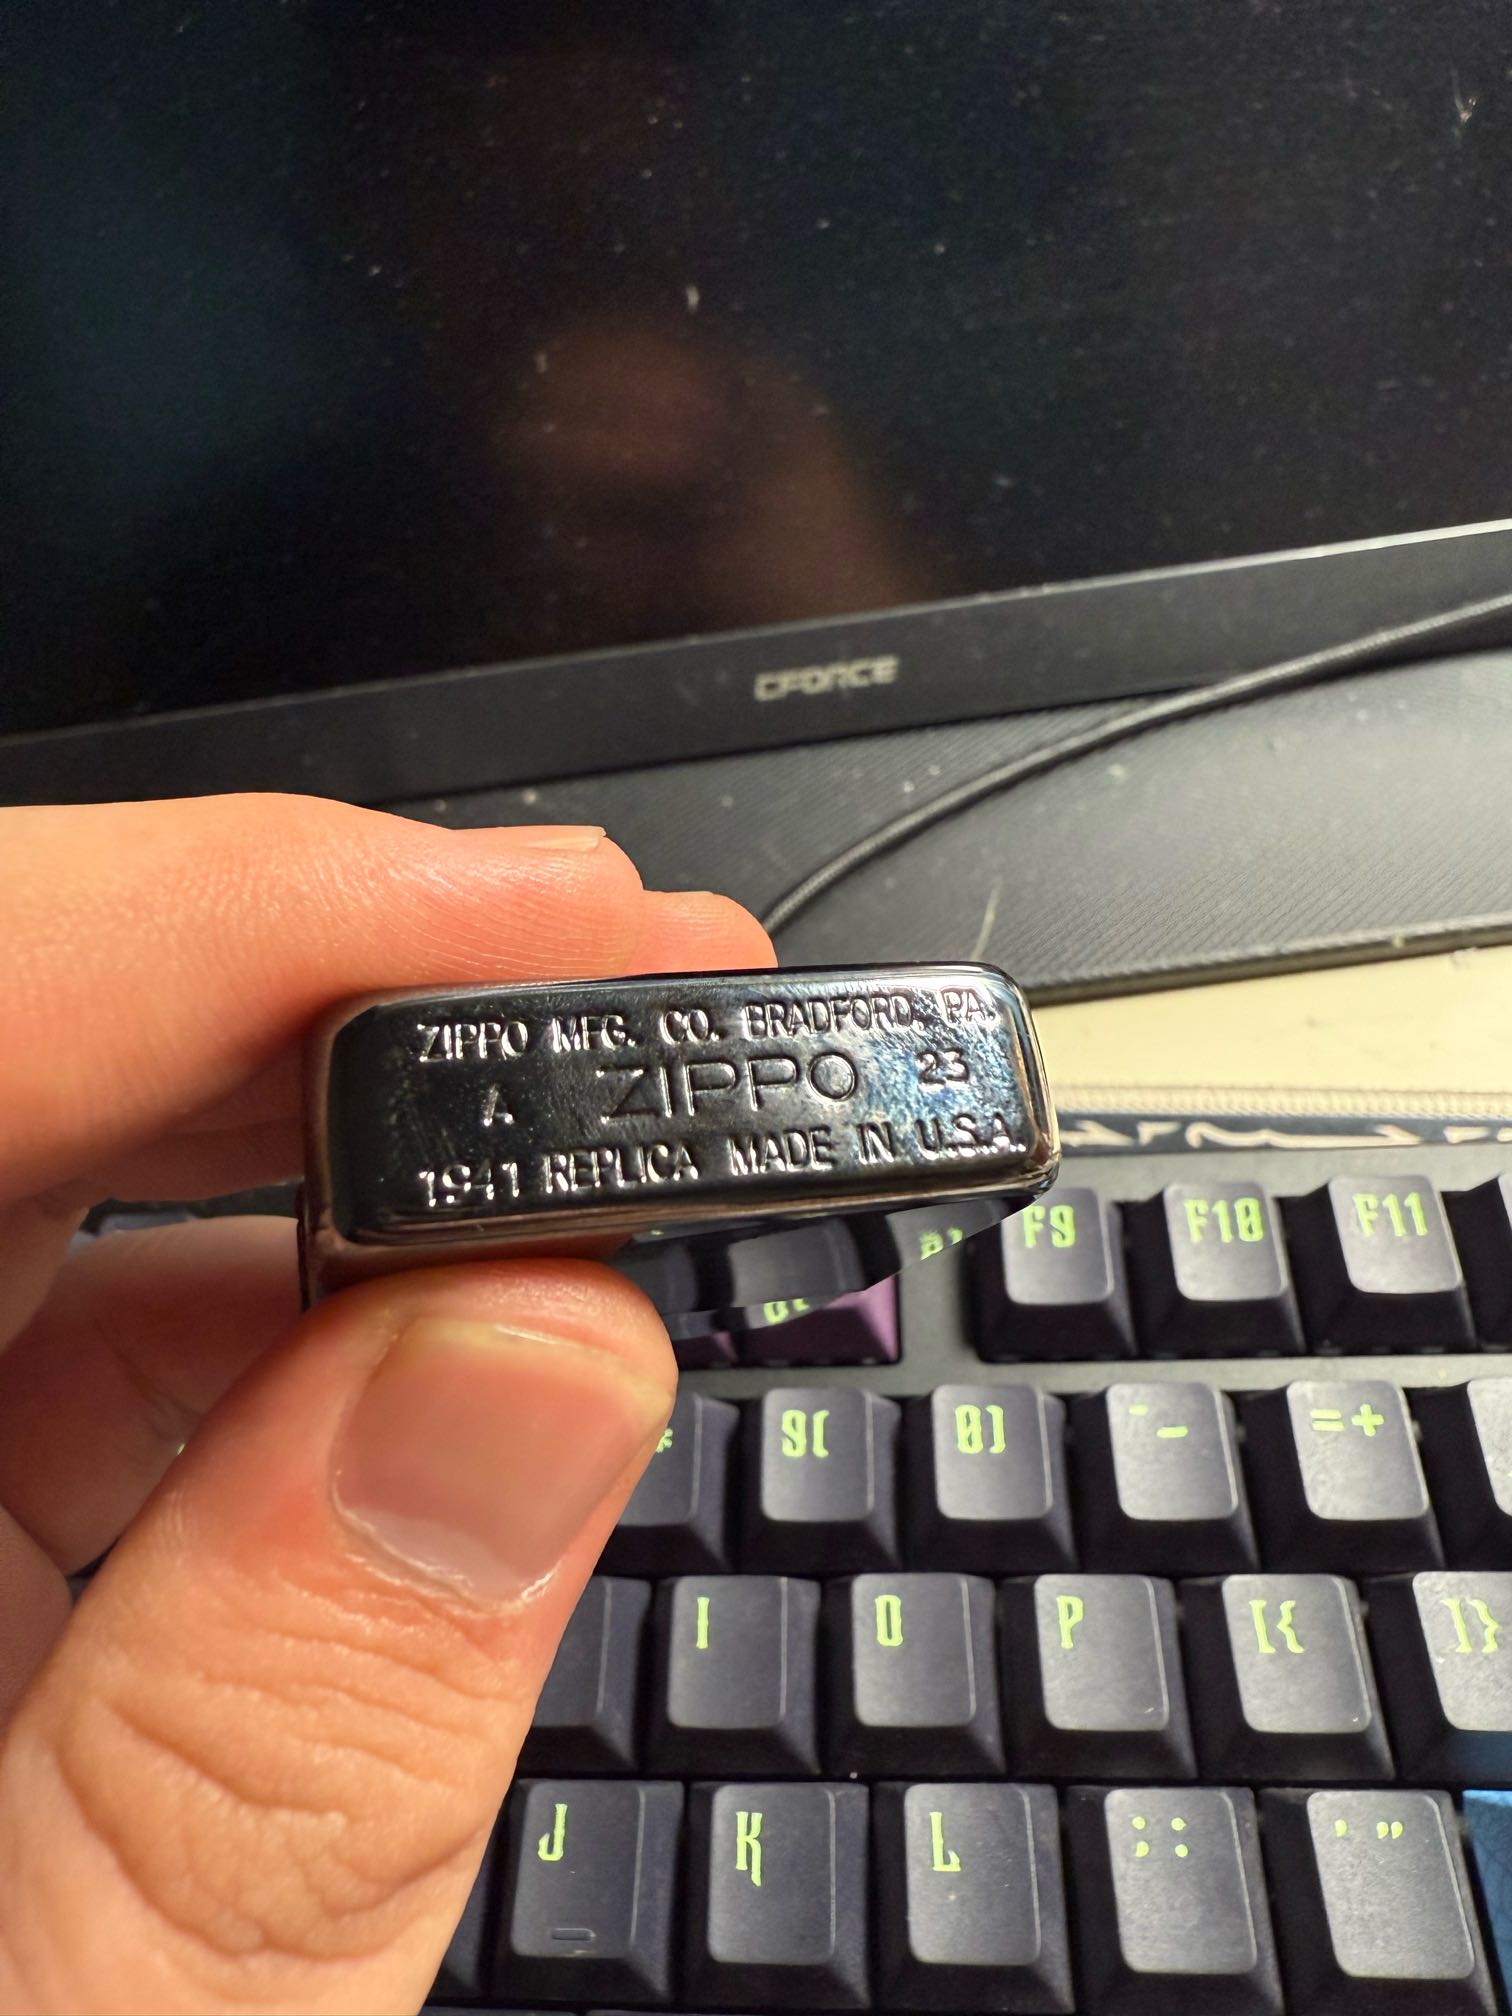 CFORCE
ZIPPO MFG. CO. BRADFORD, PA.
A ZIPPO 23
1941 REPLICA MADE IN U.S.A.
F9 F10 F11
9( 0) -_ =+
I O P [{ ]}
J K L ;: '"